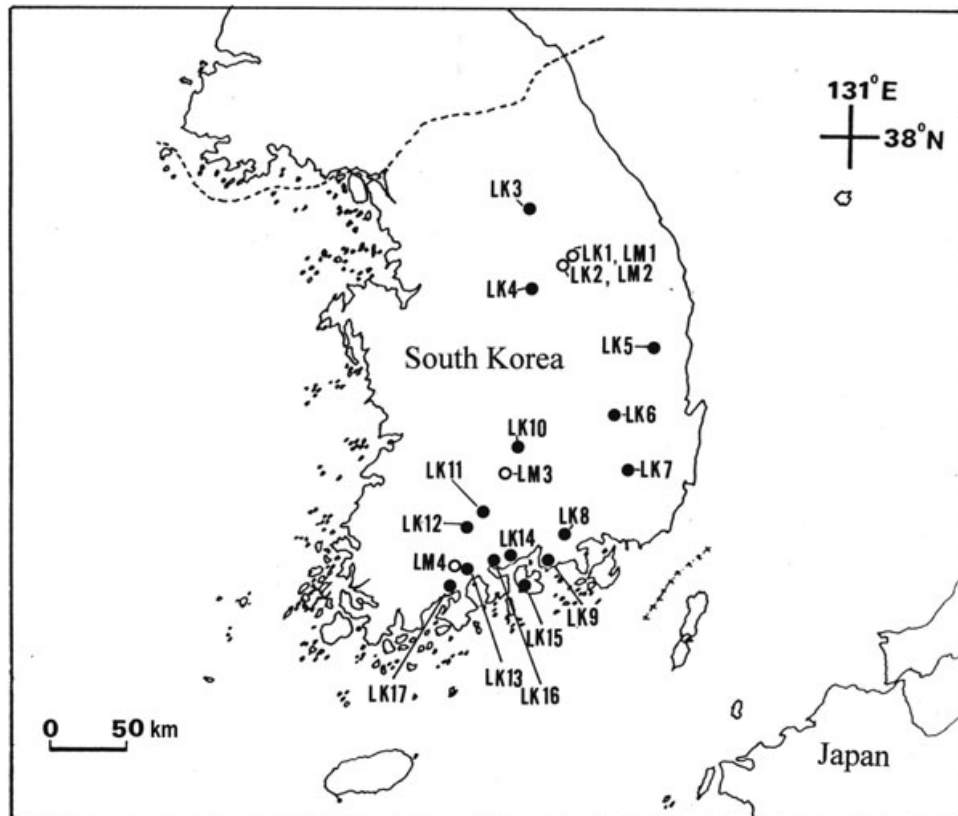 131°E
38°N
LK3
LK1, LM1
LK2, LM2
LK4
LK5
South Korea
LK6
LK10
LK7
LM3
LK11
LK8
LK12
LK14
LM4
LK9
LK15
LK13
LK17
LK16
0 50 km
Japan